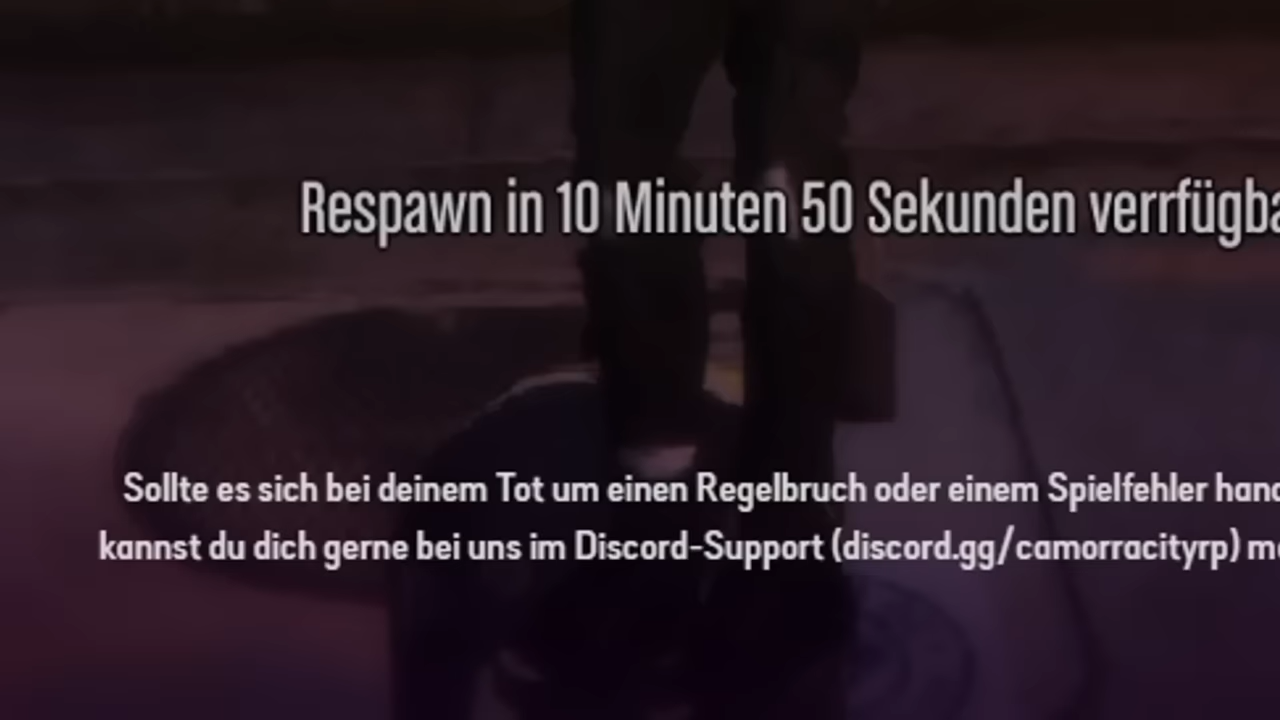 Respawn in 10 Minuten 50 Sekunden verrfügba
Sollte es sich bei deinem Tot um einen Regelbruch oder einem Spielfehler hand
kannst du dich gerne bei uns im Discord-Support (discord.gg/camorracityrp) me